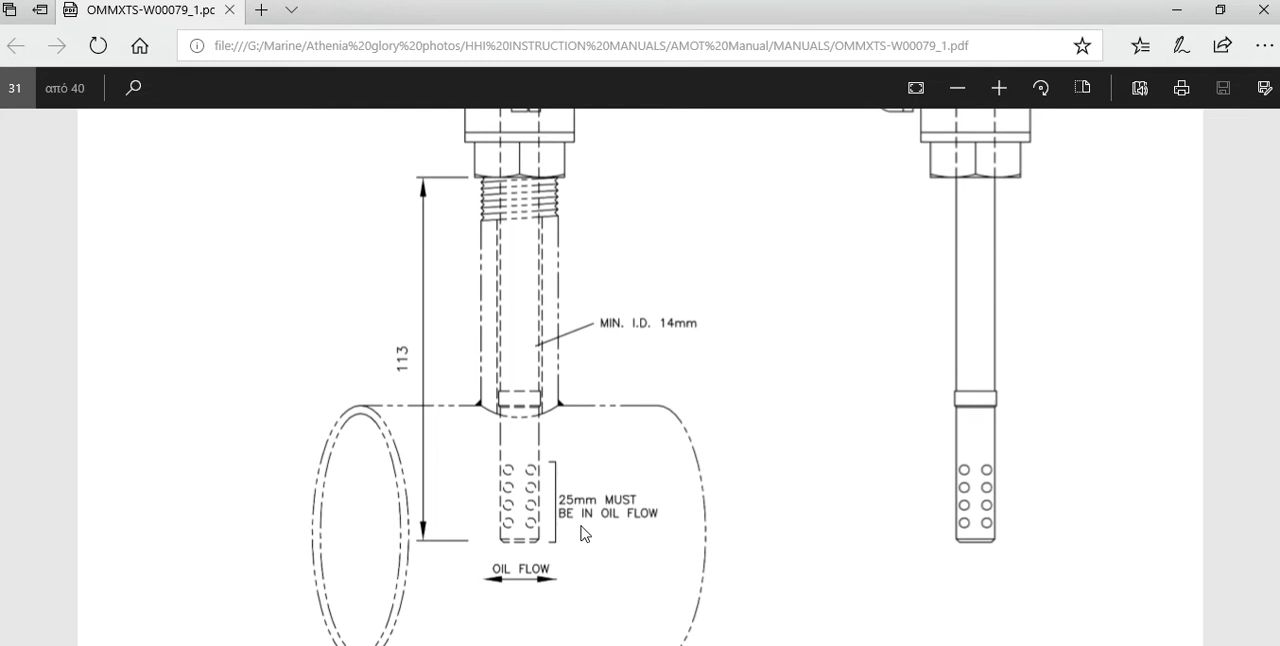 OMMXTS-W00079_1.pc
file:///G:/Marine/Athenia%20glory%20photos/HHI%20INSTRUCTION%20MANUALS/AMOT%20Manual/MANUALS/OMMXTS-W00079_1.pdf
31 από 40
MIN. I.D. 14mm
113
25mm MUST
BE IN OIL FLOW
OIL FLOW